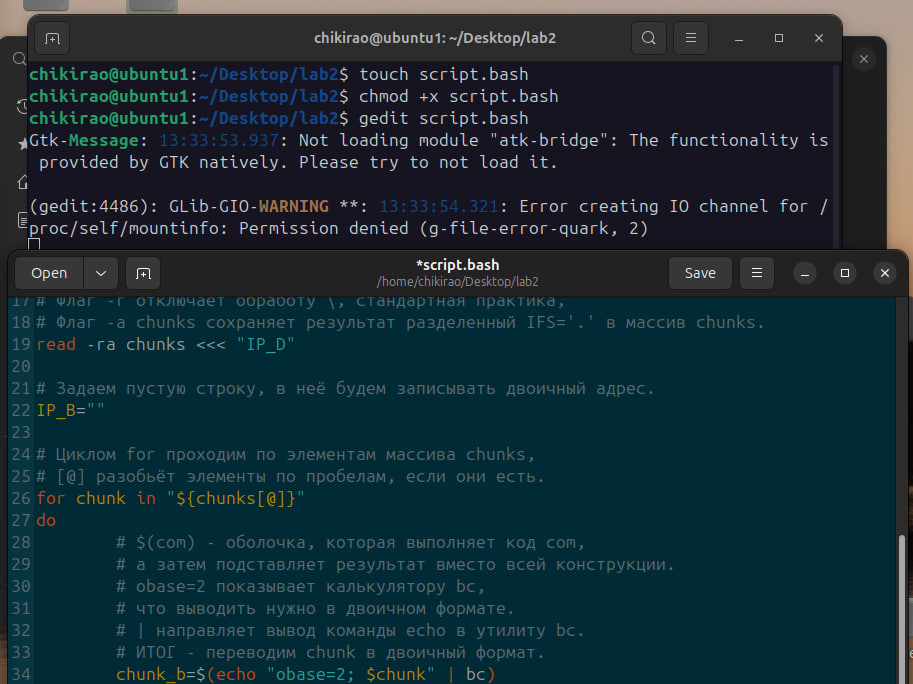 chikirao@ubuntu1: ~/Desktop/lab2
chikirao@ubuntu1:~/Desktop/lab2$ touch script.bash
chikirao@ubuntu1:~/Desktop/lab2$ chmod +x script.bash
chikirao@ubuntu1:~/Desktop/lab2$ gedit script.bash
Gtk-Message: 13:33:53.937: Not loading module "atk-bridge": The functionality is
provided by GTK natively. Please try to not load it.
(gedit:4486): GLib-GIO-WARNING **: 13:33:54.321: Error creating IO channel for /
proc/self/mountinfo: Permission denied (g-file-error-quark, 2)
Open
*script.bash
/home/chikirao/Desktop/lab2
Save
17 # Флаг -r отключает обработу \, стандартная практика,
18 # Флаг -a chunks сохраняет результат разделенный IFS='.' в массив chunks.
19 read -ra chunks <<< "IP_D"
20
21 # Задаем пустую строку, в неё будем записывать двоичный адрес.
22 IP_B=""
23
24 # Циклом for проходим по элементам массива chunks,
25 # [@] разобьёт элементы по пробелам, если они есть.
26 for chunk in "${chunks[@]}"
27 do
28 # $(com) - оболочка, которая выполняет код com,
29 # а затем подставляет результат вместо всей конструкции.
30 # obase=2 показывает калькулятору bc,
31 # что выводить нужно в двоичном формате.
32 # | направляет вывод команды echo в утилиту bc.
33 # ИТОГ - переводим chunk в двоичный формат.
34 chunk_b=$(echo "obase=2; $chunk" | bc)